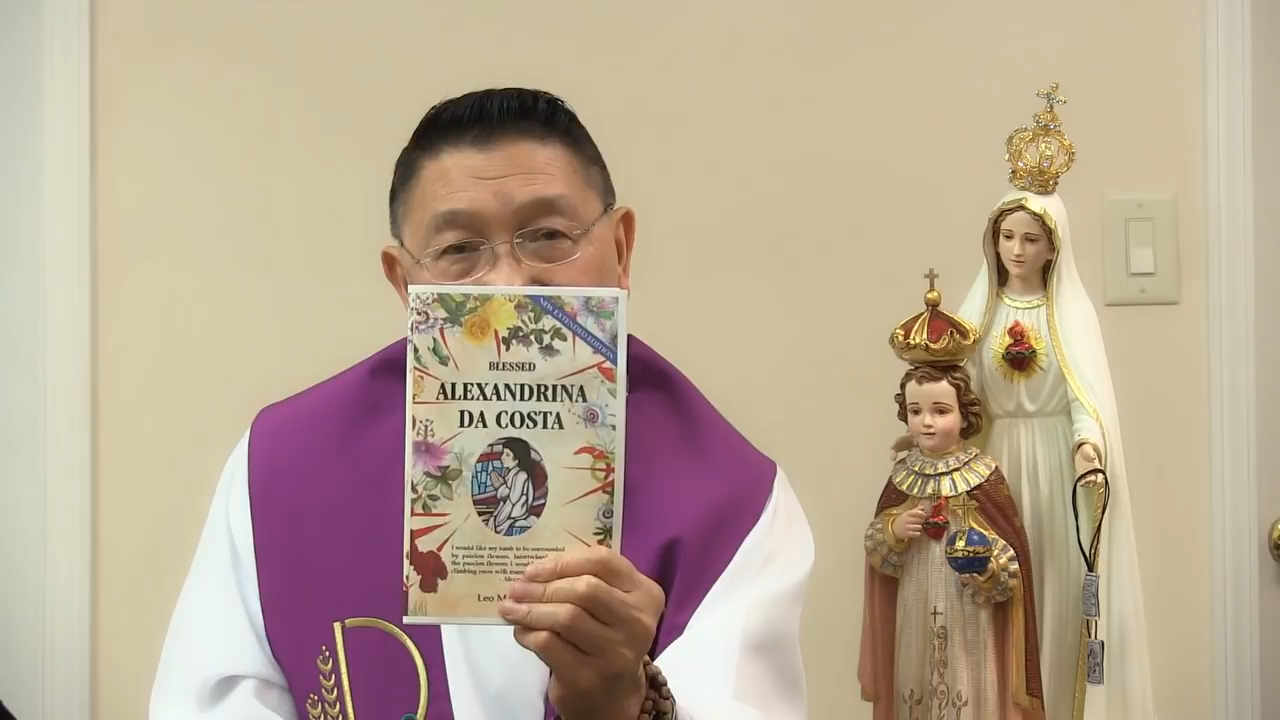 NEW EXTENDED EDITION
BLESSED
ALEXANDRINA
DA COSTA
I would like my tomb to be surrounded
by passion flowers,
the passion flowers I would
climbing roses with many
Leo